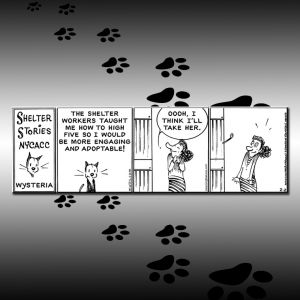 SHELTER
STORIES
NYCACC
WYSTERIA
THE SHELTER
WORKERS TAUGHT
ME HOW TO HIGH
FIVE SO I WOULD
BE MORE ENGAGING
AND ADOPTABLE!
OOOH, I
THINK I'LL
TAKE HER.